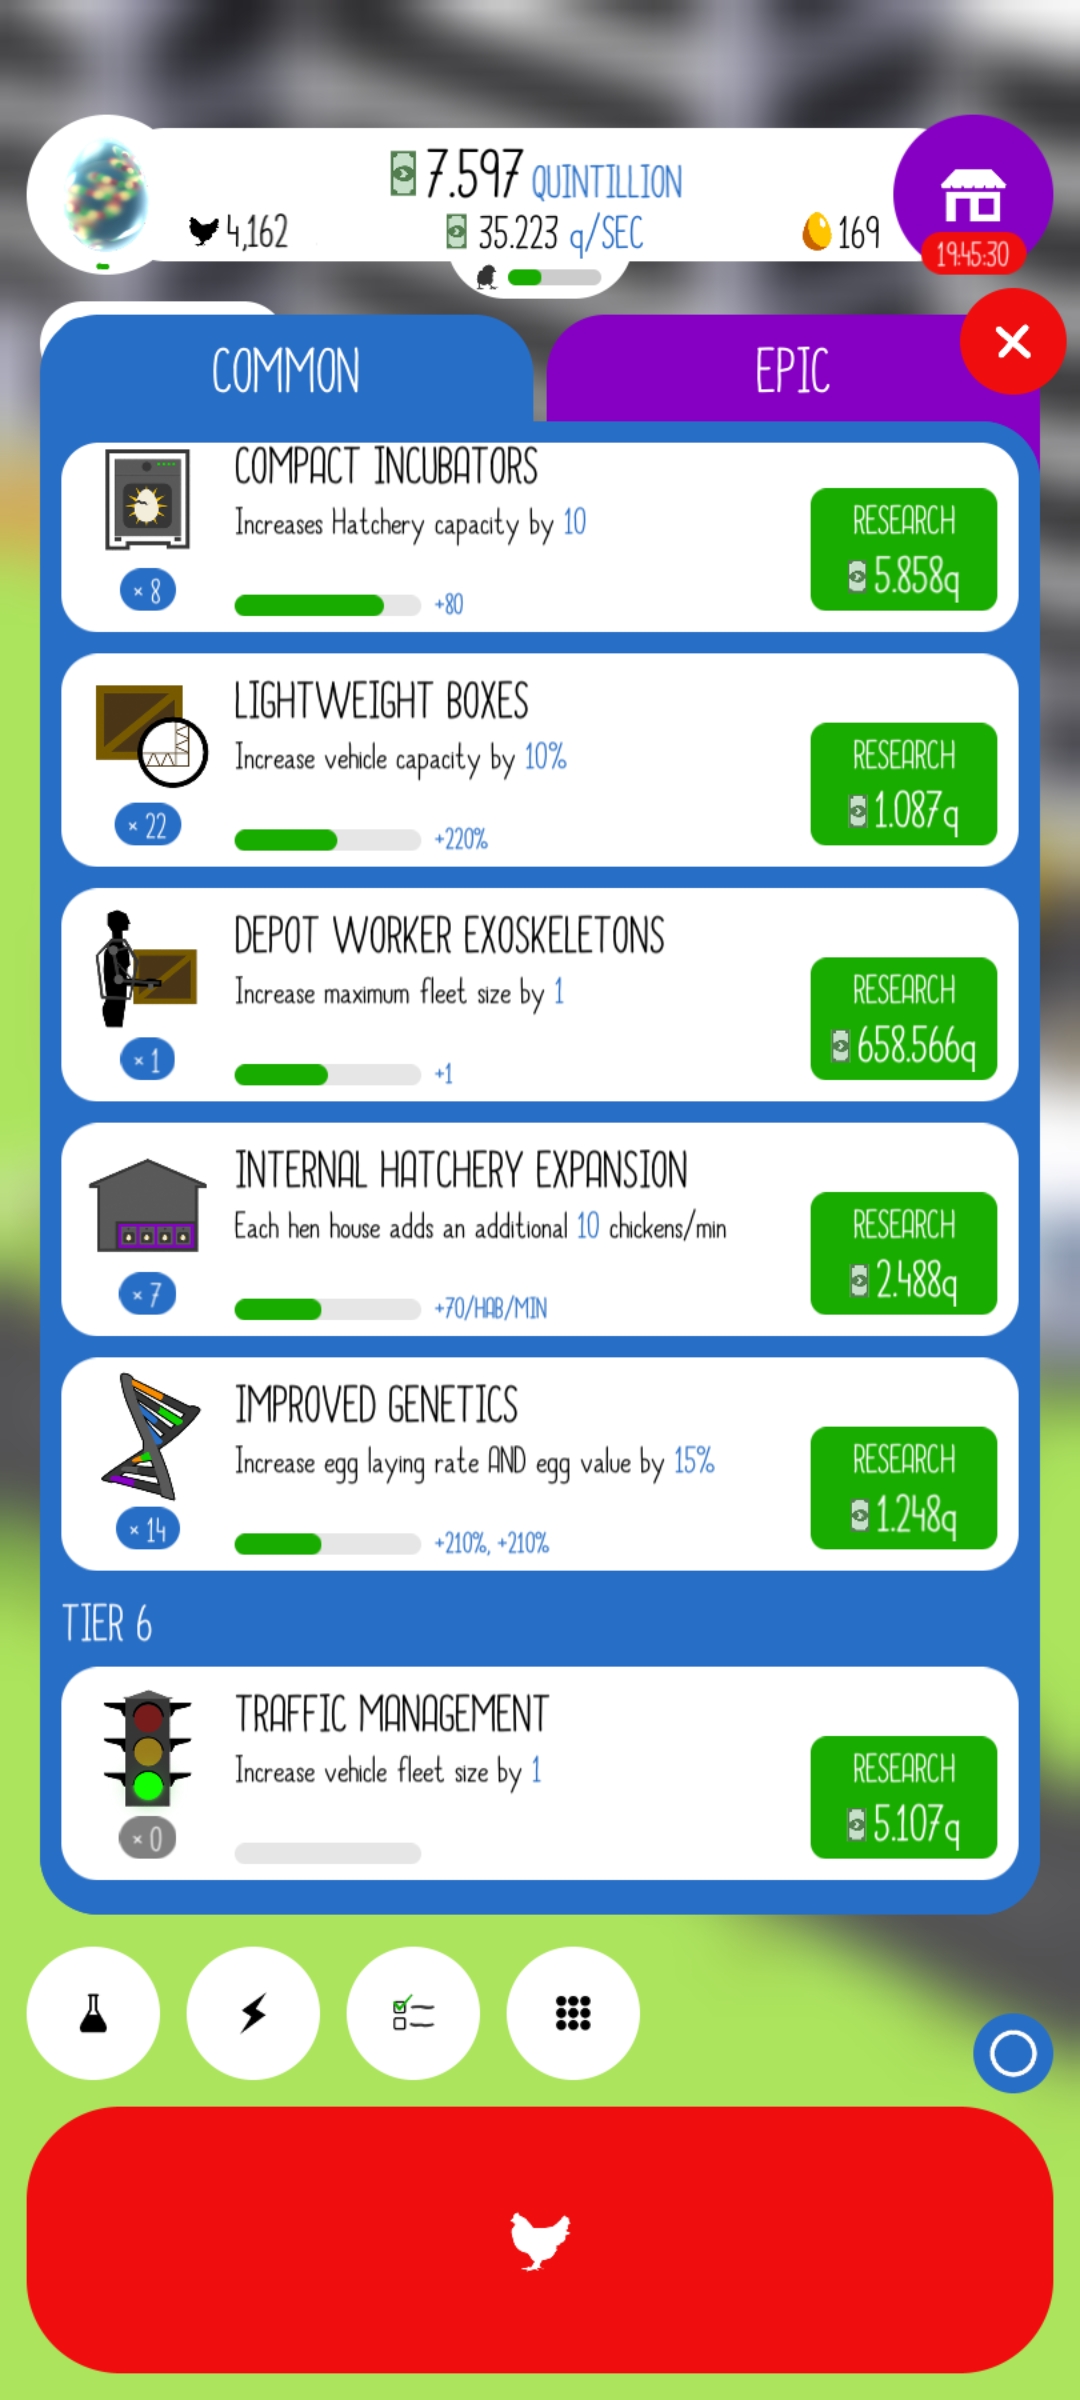 7.597 QUINTILLION
4,162
35.223 q/SEC
169
19:45:30
COMMON
EPIC
COMPACT INCUBATORS
Increases Hatchery capacity by 10
RESEARCH
5.858q
× 8
+80
LIGHTWEIGHT BOXES
Increase vehicle capacity by 10%
RESEARCH
1.087q
× 22
+220%
DEPOT WORKER EXOSKELETONS
Increase maximum fleet size by 1
RESEARCH
658.566q
× 1
+1
INTERNAL HATCHERY EXPANSION
Each hen house adds an additional 10 chickens/min
RESEARCH
2.488q
× 7
+70/HAB/MIN
IMPROVED GENETICS
Increase egg laying rate AND egg value by 15%
RESEARCH
1.248q
× 14
+210%, +210%
TIER 6
TRAFFIC MANAGEMENT
Increase vehicle fleet size by 1
RESEARCH
5.107q
× 0